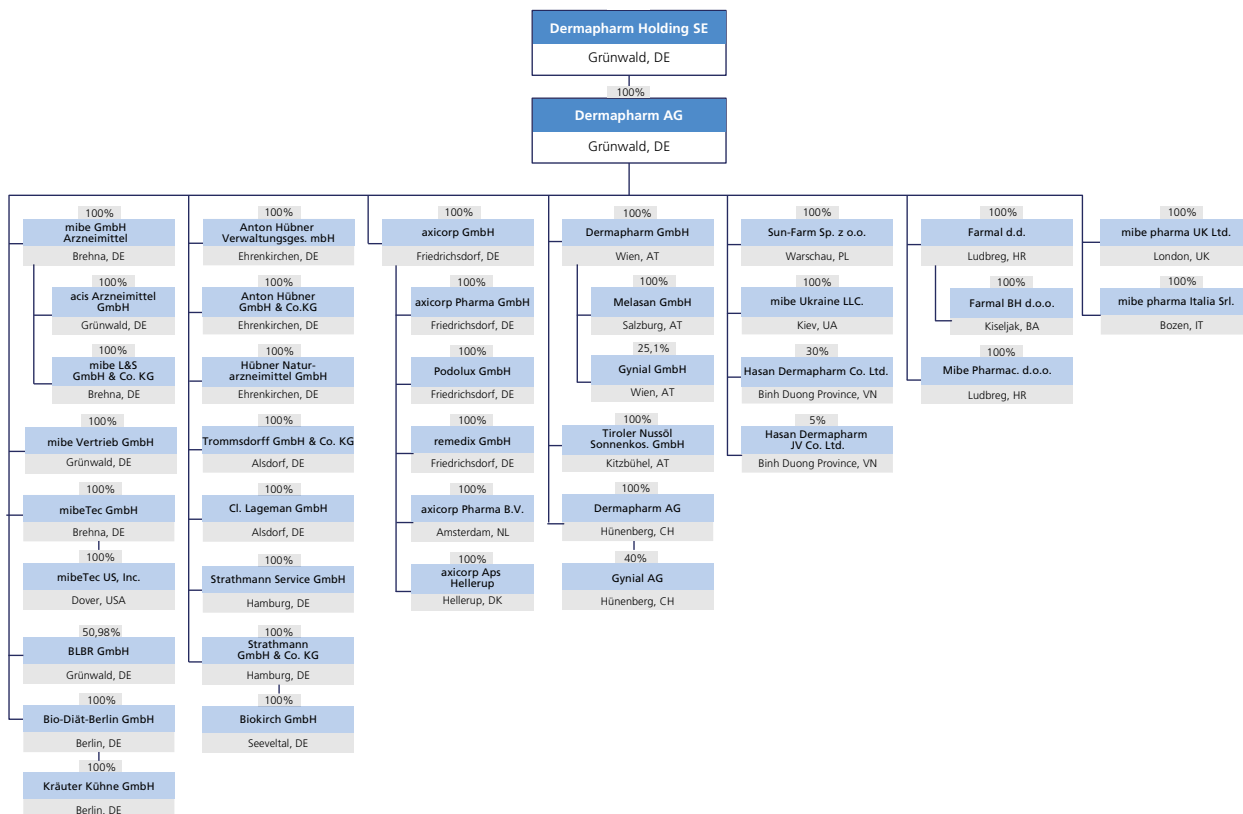 Dermapharm Holding SE
Grünwald, DE
100%
Dermapharm AG
Grünwald, DE
100%
mibe GmbH
Arzneimittel
Brehna, DE
100%
acis Arzneimittel
GmbH
Grünwald, DE
100%
mibe L&S
GmbH & Co. KG
Brehna, DE
100%
mibe Vertrieb GmbH
Grünwald, DE
100%
mibeTec GmbH
Brehna, DE
100%
mibeTec US, Inc.
Dover, USA
50,98%
BLBR GmbH
Grünwald, DE
100%
Bio-Diät-Berlin GmbH
Berlin, DE
100%
Kräuter Kühne GmbH
Berlin, DE
100%
Anton Hübner
Verwaltungsges. mbH
Ehrenkirchen, DE
100%
Anton Hübner
GmbH & Co.KG
Ehrenkirchen, DE
100%
Hübner Natur-
arzneimittel GmbH
Ehrenkirchen, DE
100%
Trommsdorff GmbH & Co. KG
Alsdorf, DE
100%
Cl. Lageman GmbH
Alsdorf, DE
100%
Strathmann Service GmbH
Hamburg, DE
100%
Strathmann
GmbH & Co. KG
Hamburg, DE
100%
Biokirch GmbH
Seevetal, DE
100%
axicorp GmbH
Friedrichsdorf, DE
100%
axicorp Pharma GmbH
Friedrichsdorf, DE
100%
Podolux GmbH
Friedrichsdorf, DE
100%
remedix GmbH
Friedrichsdorf, DE
100%
axicorp Pharma B.V.
Amsterdam, NL
100%
axicorp Aps
Hellerup
Hellerup, DK
100%
Dermapharm GmbH
Wien, AT
100%
Melasan GmbH
Salzburg, AT
25,1%
Gynial GmbH
Wien, AT
100%
Tiroler Nussöl
Sonnenkos. GmbH
Kitzbühel, AT
100%
Dermapharm AG
Hünenberg, CH
40%
Gynial AG
Hünenberg, CH
100%
Sun-Farm Sp. z o.o.
Warschau, PL
100%
mibe Ukraine LLC.
Kiev, UA
30%
Hasan Dermapharm Co. Ltd.
Binh Duong Province, VN
5%
Hasan Dermapharm
JV Co. Ltd.
Binh Duong Province, VN
100%
Farmal d.d.
Ludbreg, HR
100%
Farmal BH d.o.o.
Kiseljak, BA
100%
Mibe Pharmac. d.o.o.
Ludbreg, HR
100%
mibe pharma UK Ltd.
London, UK
100%
mibe pharma Italia Srl.
Bozen, IT